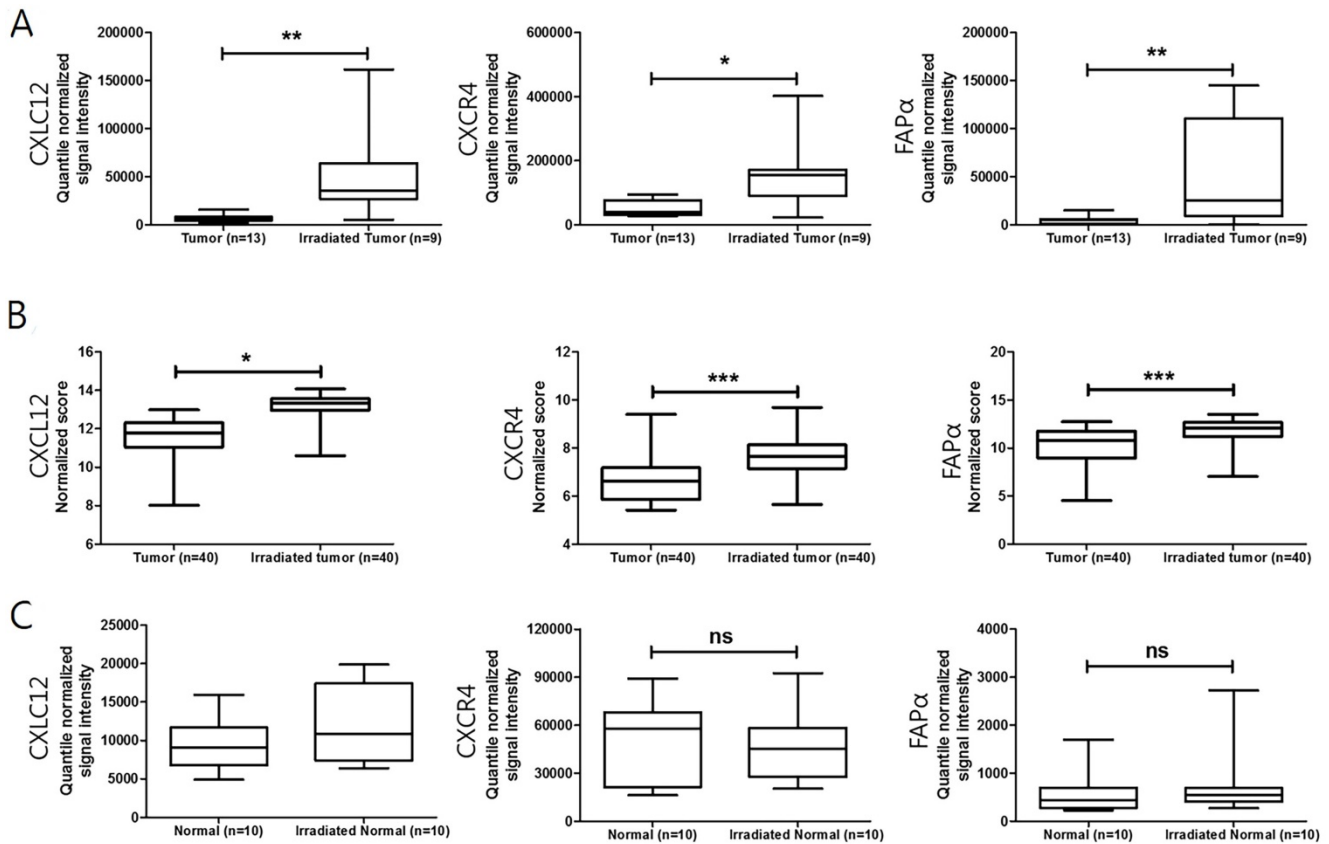 A
CXLC12
Quantile normalized
signal intensity
200000
150000
100000
50000
0
**
Tumor (n=13)
Irradiated Tumor (n=9)
CXCR4
Quantile normalized
signal intensity
600000
400000
200000
0
*
Tumor (n=13)
Irradiated Tumor (n=9)
FAPα
Quantile normalized
signal intensity
200000
150000
100000
50000
0
**
Tumor (n=13)
Irradiated Tumor (n=9)
B
CXCL12
Normalized score
16
14
12
10
8
6
*
Tumor (n=40)
Irradiated tumor (n=40)
CXCR4
Normalized score
12
10
8
6
4
***
Tumor (n=40)
Irradiated tumor (n=40)
FAPα
Normalized score
20
15
10
5
0
***
Tumor (n=40)
Irradiated tumor (n=40)
C
CXLC12
Quantile normalized
signal intensity
25000
20000
15000
10000
5000
0
Normal (n=10)
Irradiated Normal (n=10)
CXCR4
Quantile normalized
signal intensity
120000
90000
60000
30000
0
ns
Normal (n=10)
Irradiated Normal (n=10)
FAPα
Quantile normalized
signal intensity
4000
3000
2000
1000
0
ns
Normal (n=10)
Irradiated Normal (n=10)